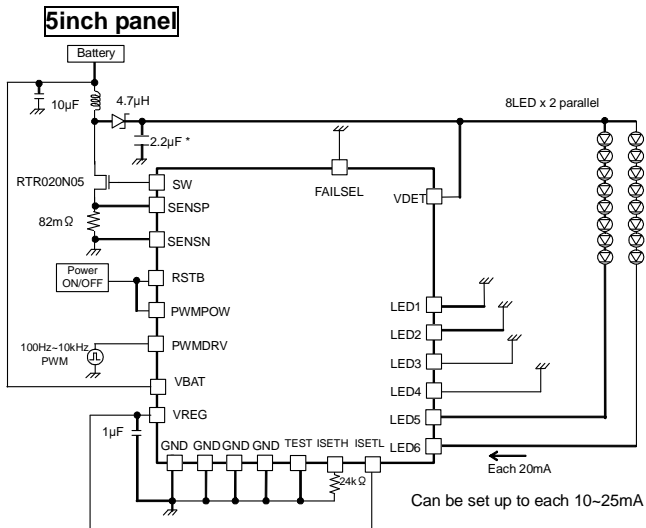 5inch panel
Battery
10μF
4.7μH
2.2μF *
8LED x 2 parallel
RTR020N05
82mΩ
Power
ON/OFF
100Hz~10kHz
PWM
1μF
SW
SENSP
SENSN
RSTB
PWMPOW
PWMDRV
VBAT
VREG
FAILSEL
VDET
LED1
LED2
LED3
LED4
LED5
LED6
GND GND GND GND TEST ISETH ISETL
24kΩ
Each 20mA
Can be set up to each 10~25mA